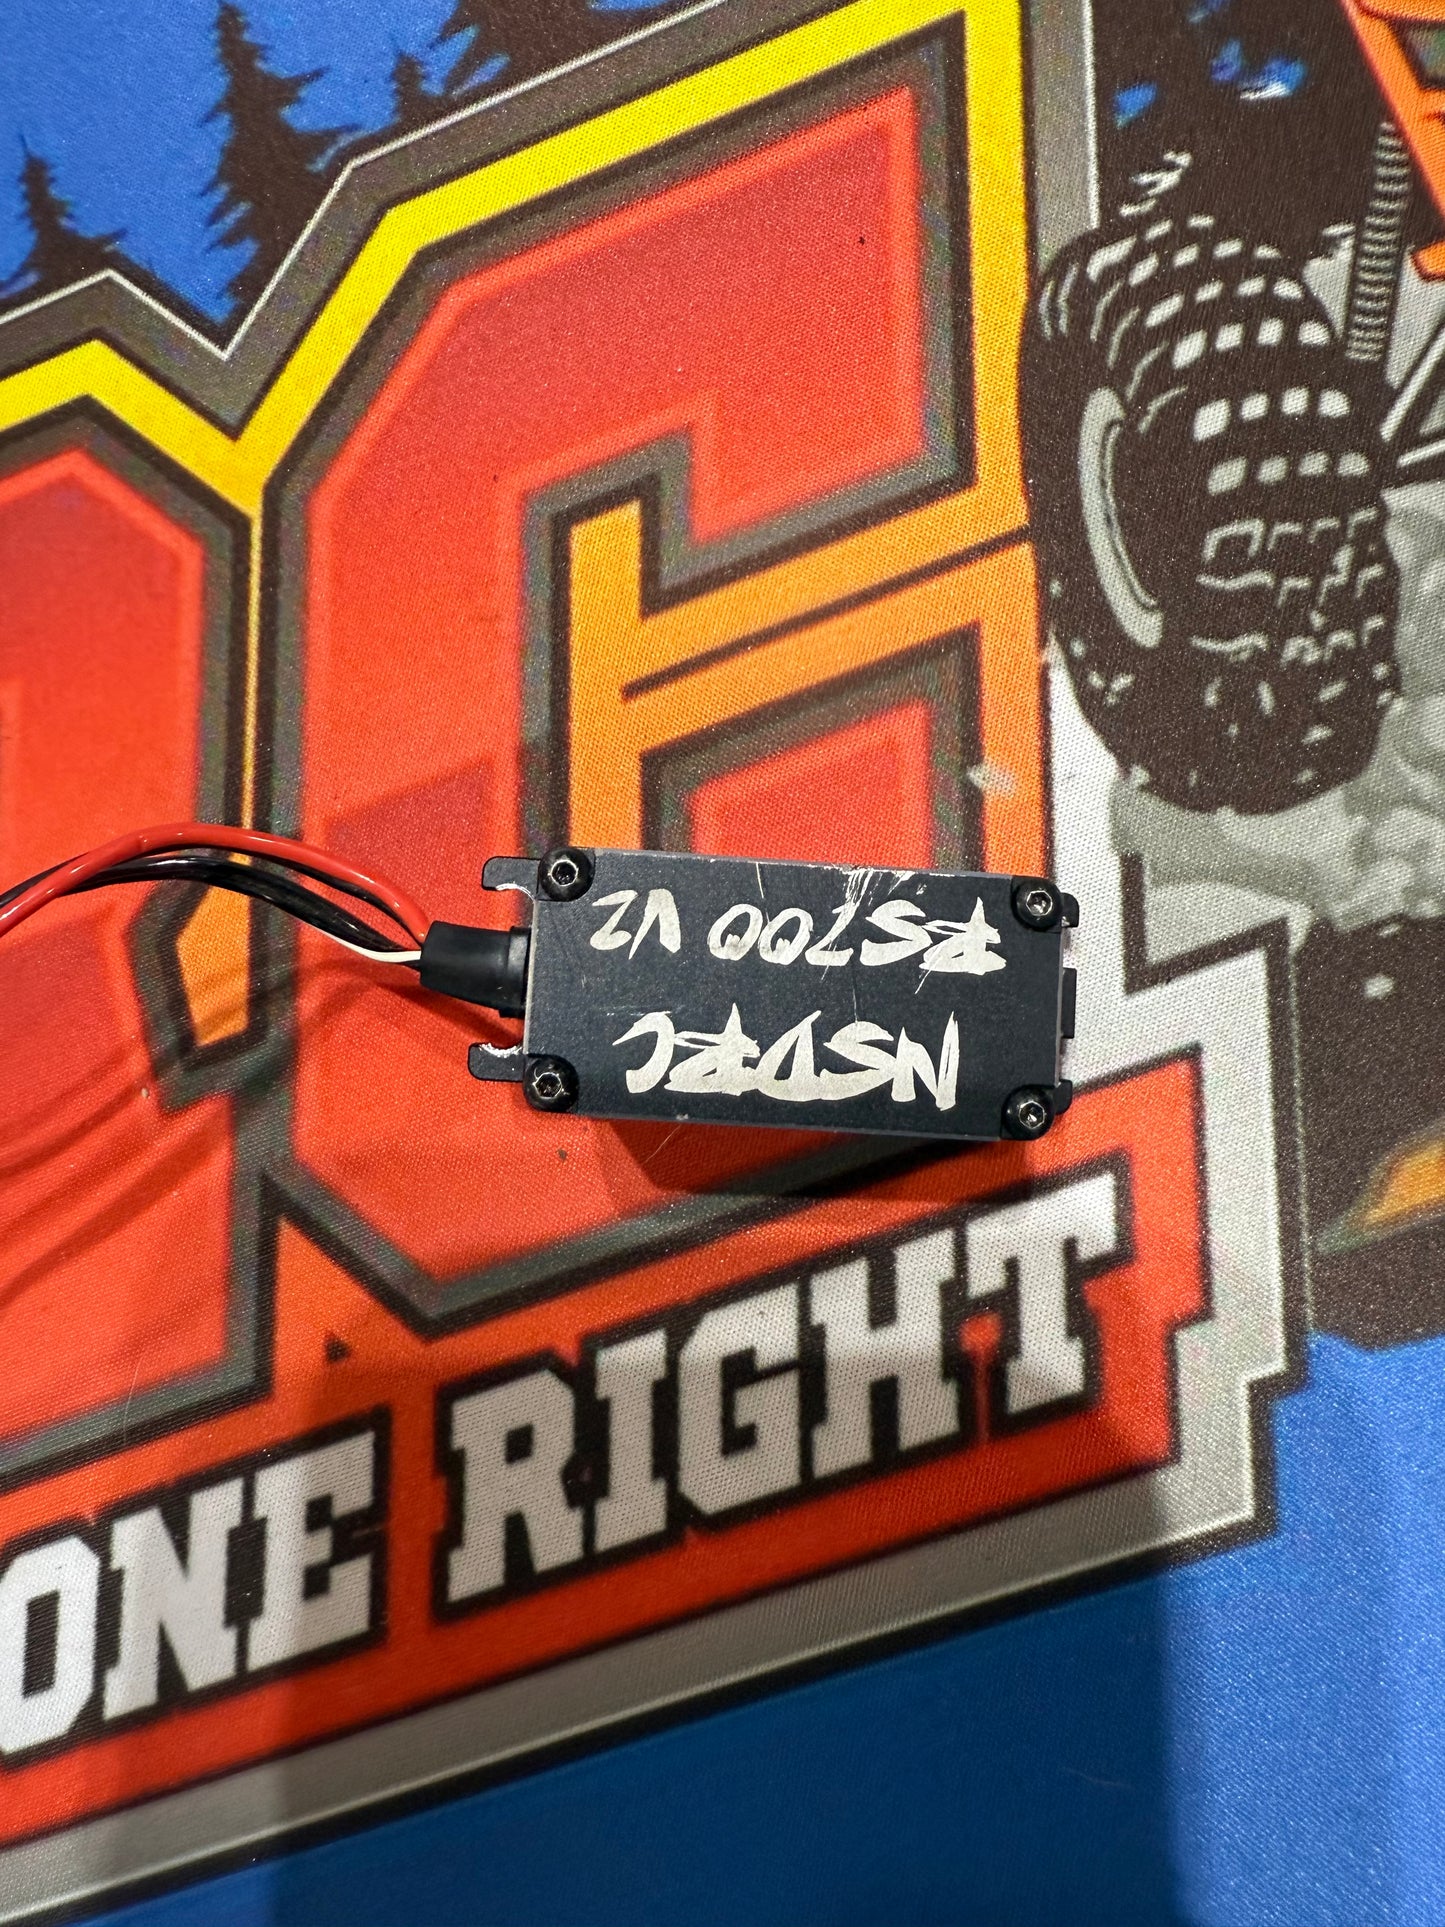 NSDRC
RS700 V2
ONE RIGHT